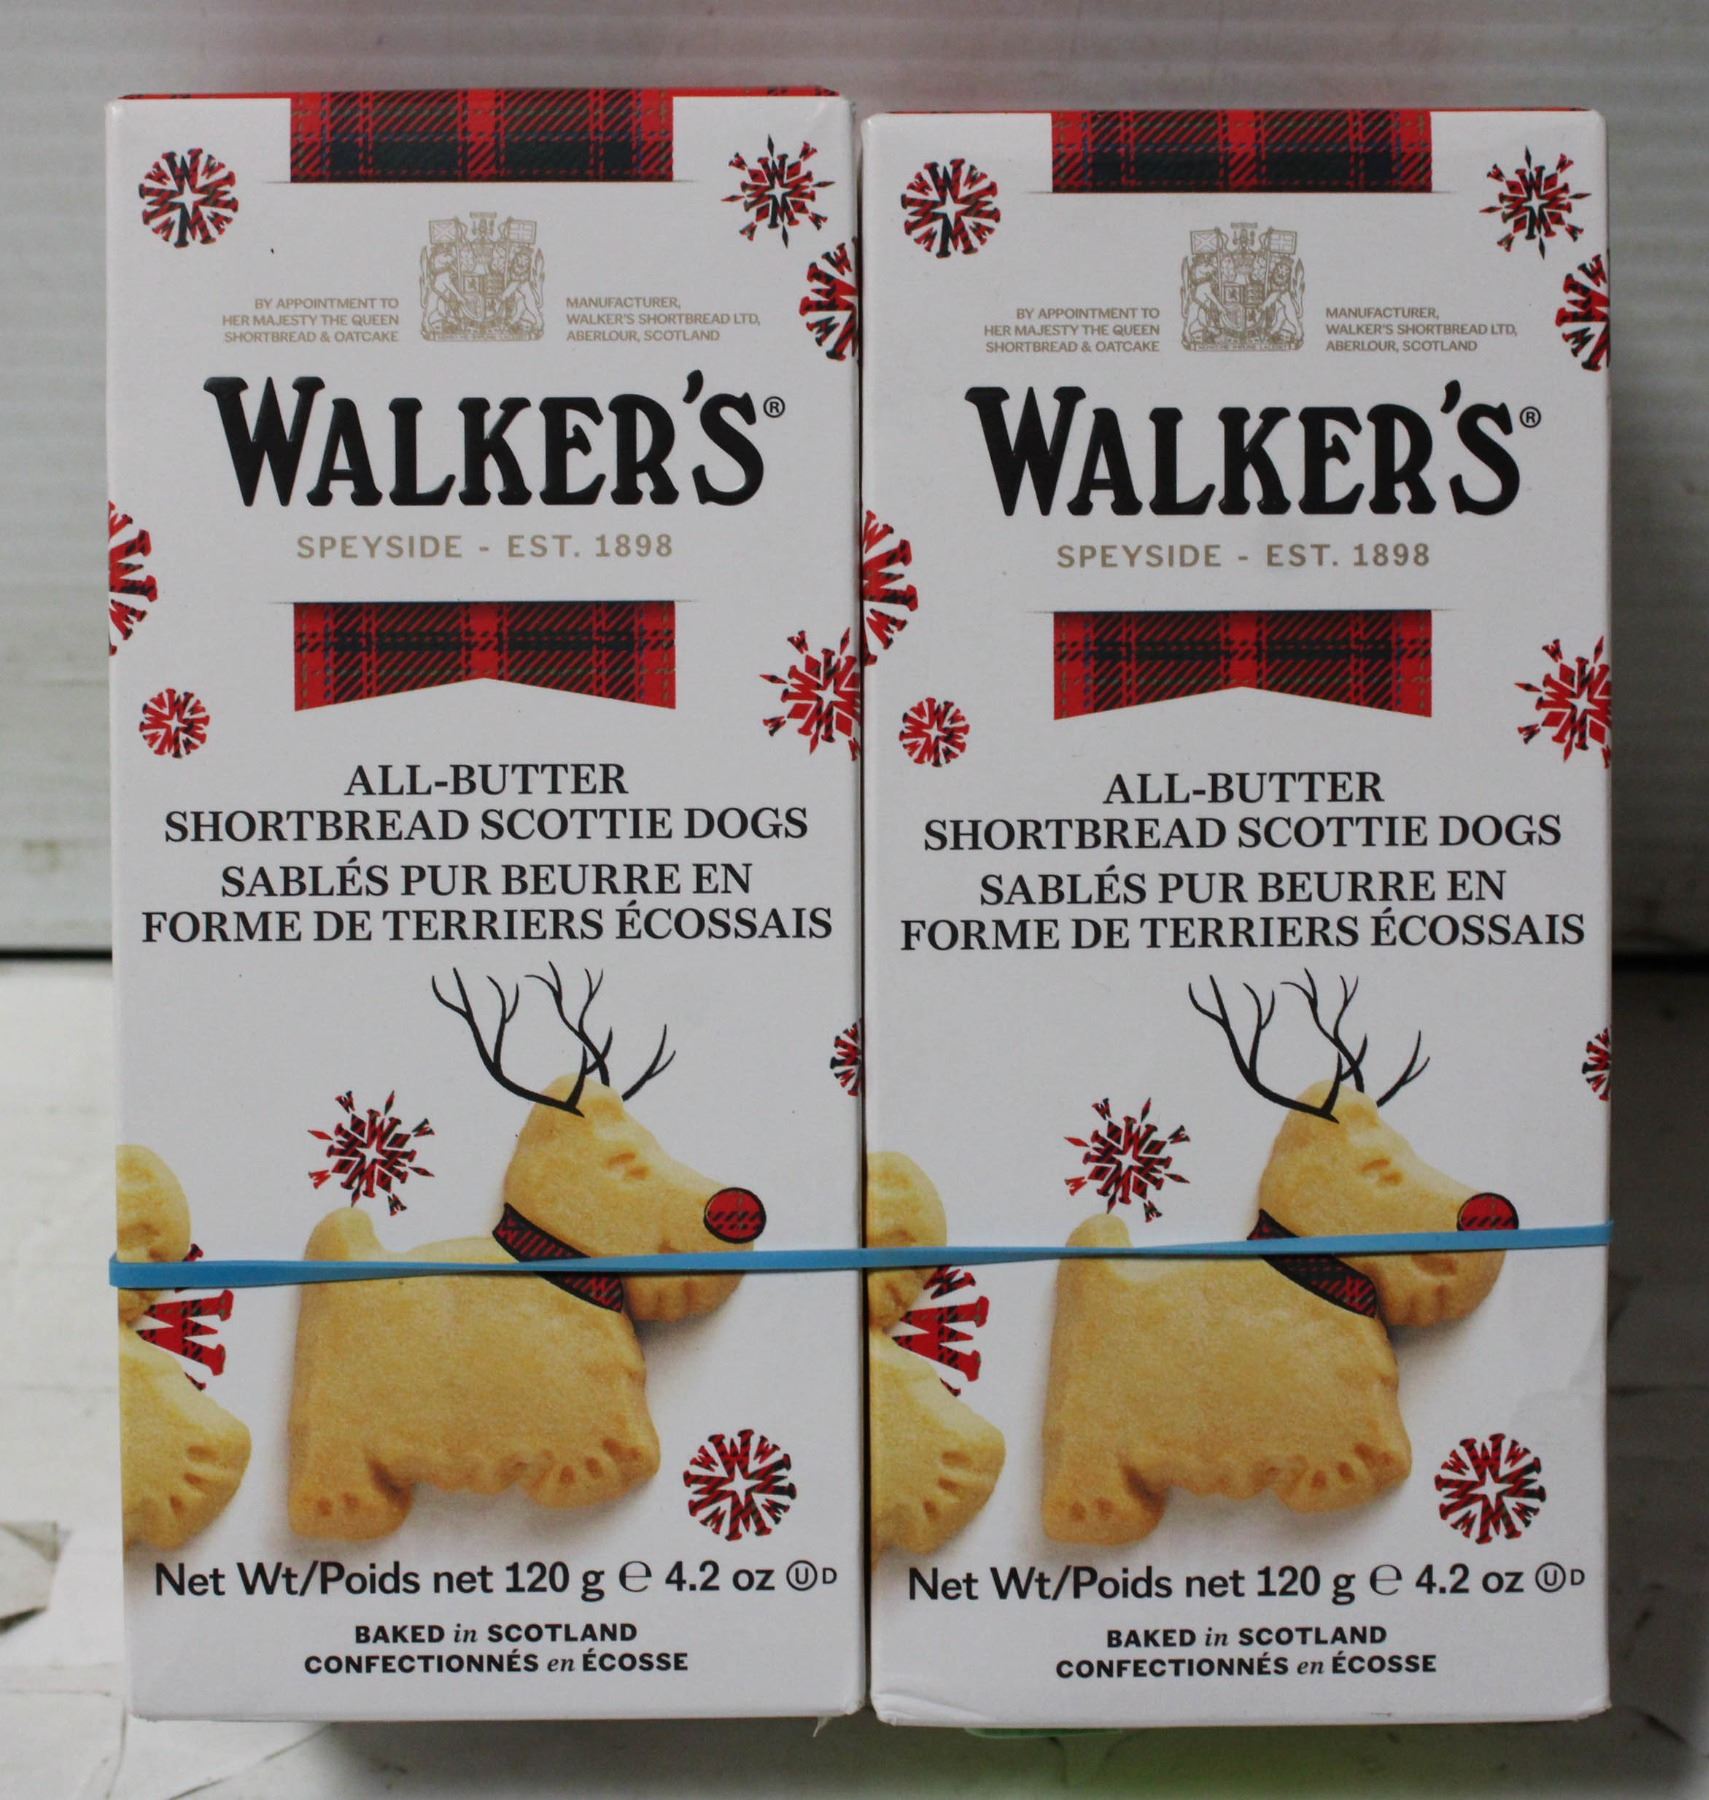 BY APPOINTMENT TO
HER MAJESTY THE QUEEN
SHORTBREAD & OATCAKE
MANUFACTURER,
WALKER'S SHORTBREAD LTD,
ABERLOUR, SCOTLAND
WALKER'S®
SPEYSIDE - EST. 1898
ALL-BUTTER
SHORTBREAD SCOTTIE DOGS
SABLÉS PUR BEURRE EN
FORME DE TERRIERS ÉCOSSAIS
Net Wt/Poids net 120 g ℮ 4.2 oz Ⓤ D
BAKED in SCOTLAND
CONFECTIONNÉS en ÉCOSSE
BY APPOINTMENT TO
HER MAJESTY THE QUEEN
SHORTBREAD & OATCAKE
MANUFACTURER,
WALKER'S SHORTBREAD LTD,
ABERLOUR, SCOTLAND
WALKER'S®
SPEYSIDE - EST. 1898
ALL-BUTTER
SHORTBREAD SCOTTIE DOGS
SABLÉS PUR BEURRE EN
FORME DE TERRIERS ÉCOSSAIS
Net Wt/Poids net 120 g ℮ 4.2 oz Ⓤ D
BAKED in SCOTLAND
CONFECTIONNÉS en ÉCOSSE